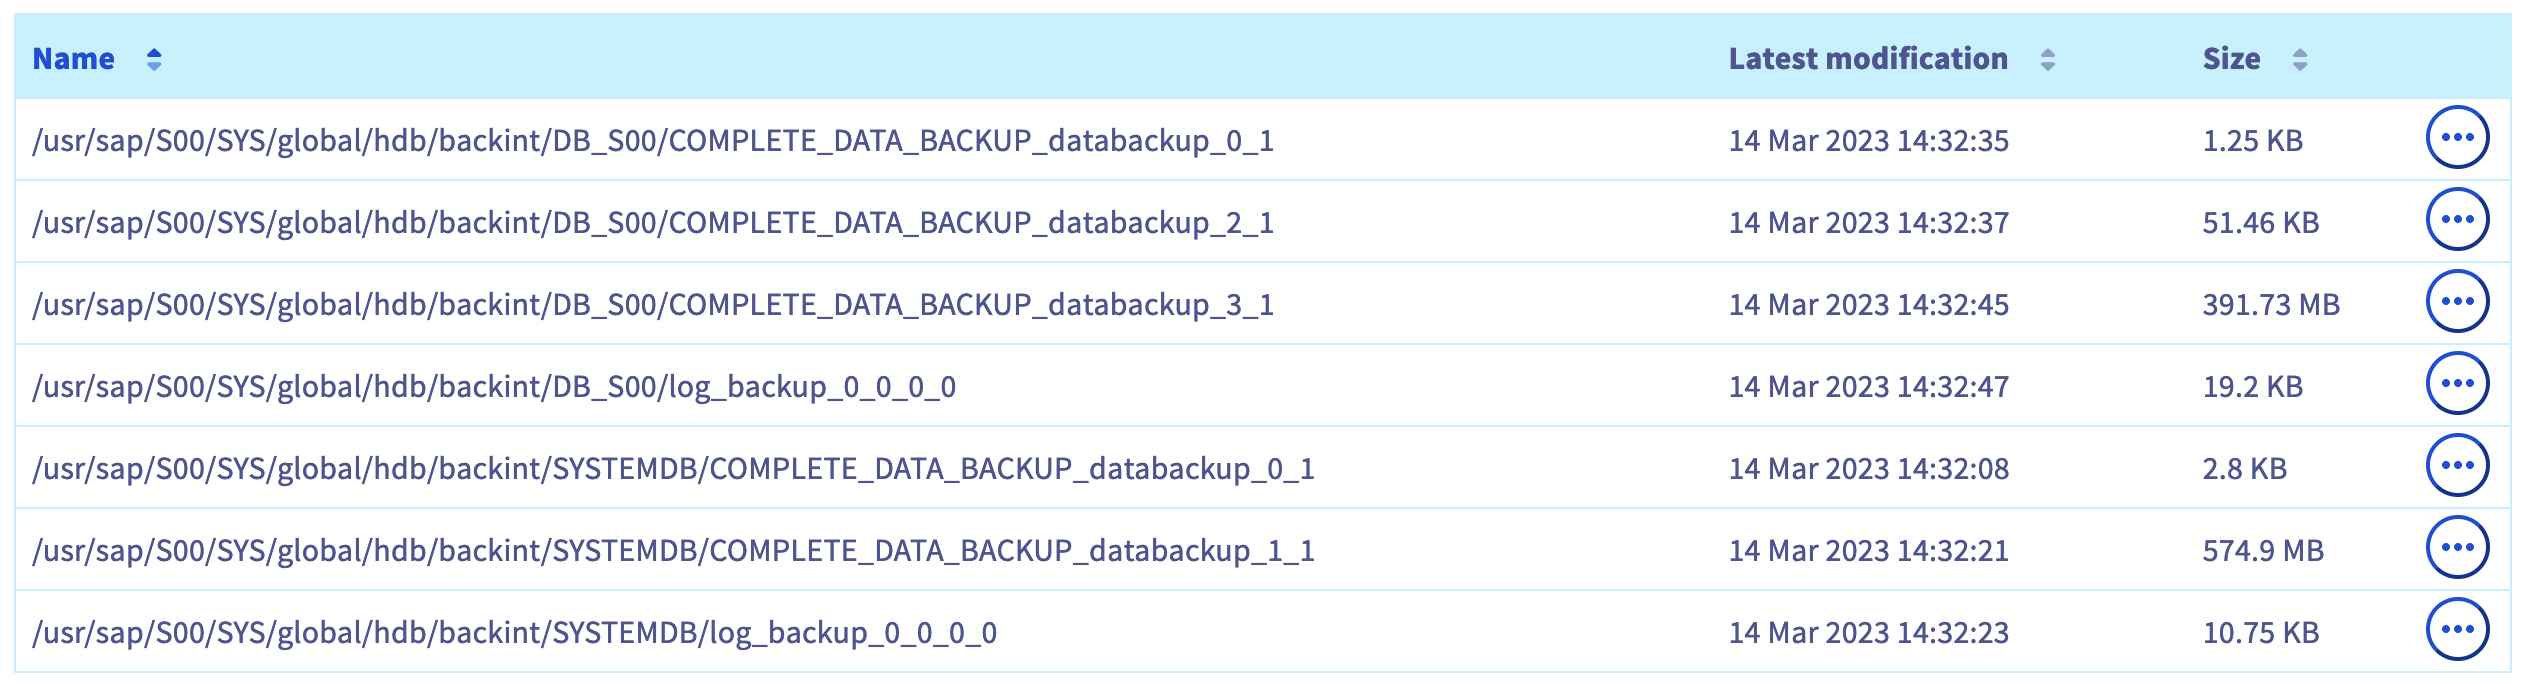 Name Latest modification Size
/usr/sap/S00/SYS/global/hdb/backint/DB_S00/COMPLETE_DATA_BACKUP_databackup_0_1 14 Mar 2023 14:32:35 1.25 KB
/usr/sap/S00/SYS/global/hdb/backint/DB_S00/COMPLETE_DATA_BACKUP_databackup_2_1 14 Mar 2023 14:32:37 51.46 KB
/usr/sap/S00/SYS/global/hdb/backint/DB_S00/COMPLETE_DATA_BACKUP_databackup_3_1 14 Mar 2023 14:32:45 391.73 MB
/usr/sap/S00/SYS/global/hdb/backint/DB_S00/log_backup_0_0_0_0 14 Mar 2023 14:32:47 19.2 KB
/usr/sap/S00/SYS/global/hdb/backint/SYSTEMDB/COMPLETE_DATA_BACKUP_databackup_0_1 14 Mar 2023 14:32:08 2.8 KB
/usr/sap/S00/SYS/global/hdb/backint/SYSTEMDB/COMPLETE_DATA_BACKUP_databackup_1_1 14 Mar 2023 14:32:21 574.9 MB
/usr/sap/S00/SYS/global/hdb/backint/SYSTEMDB/log_backup_0_0_0_0 14 Mar 2023 14:32:23 10.75 KB